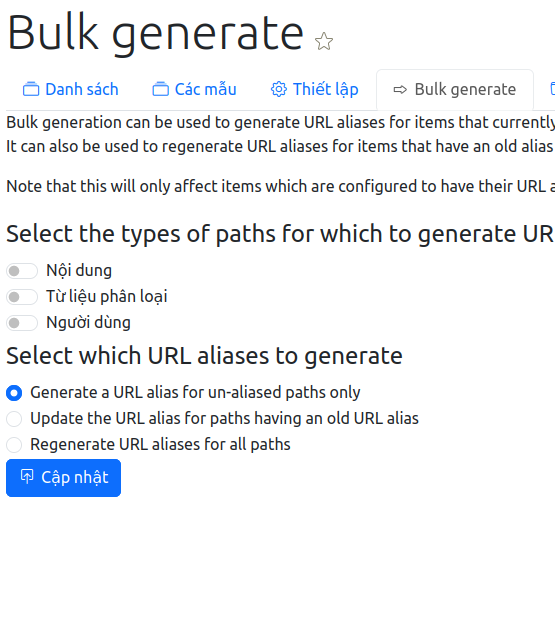 Bulk generate
Danh sách Các mẫu Thiết lập Bulk generate
Bulk generation can be used to generate URL aliases for items that currently
It can also be used to regenerate URL aliases for items that have an old alias
Note that this will only affect items which are configured to have their URL a
Select the types of paths for which to generate UR
Nội dung
Từ liệu phân loại
Người dùng
Select which URL aliases to generate
Generate a URL alias for un-aliased paths only
Update the URL alias for paths having an old URL alias
Regenerate URL aliases for all paths
Cập nhật